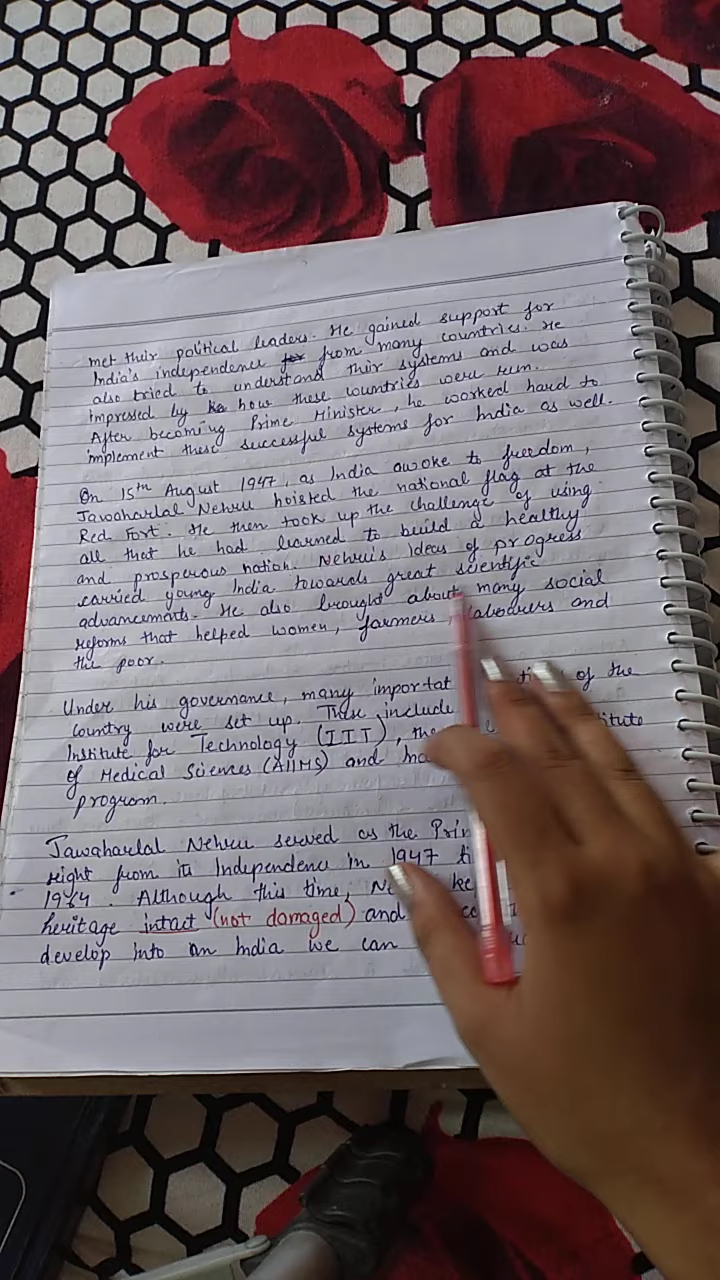 met their political leaders. He gained support for
India's independence from many countries. He
also tried to understand their systems and was
impressed by how these countries were run.
After becoming Prime Minister, he worked hard to
implement these successful systems for India as well.
On 15th August 1947, as India awoke to freedom,
Jawaharlal Nehru hoisted the national flag at the
Red Fort. He then took up the challenge of using
all that he had learned to build a healthy
and prosperous nation. Nehru's ideas of progress
carried young India towards great scientific
advancements. He also brought about many social
reforms that helped women, farmers, labourers and
the poor.
Under his governance, many importat of the
country were set up. These include
Institute for Technology (IIT), the
of Medical Sciences (AIIMS) and
program.
Jawaharlal Nehru served as the
right from its Independence in 1947
1964. Although this time,
heritage intact (not damaged) and
develop into an India we can